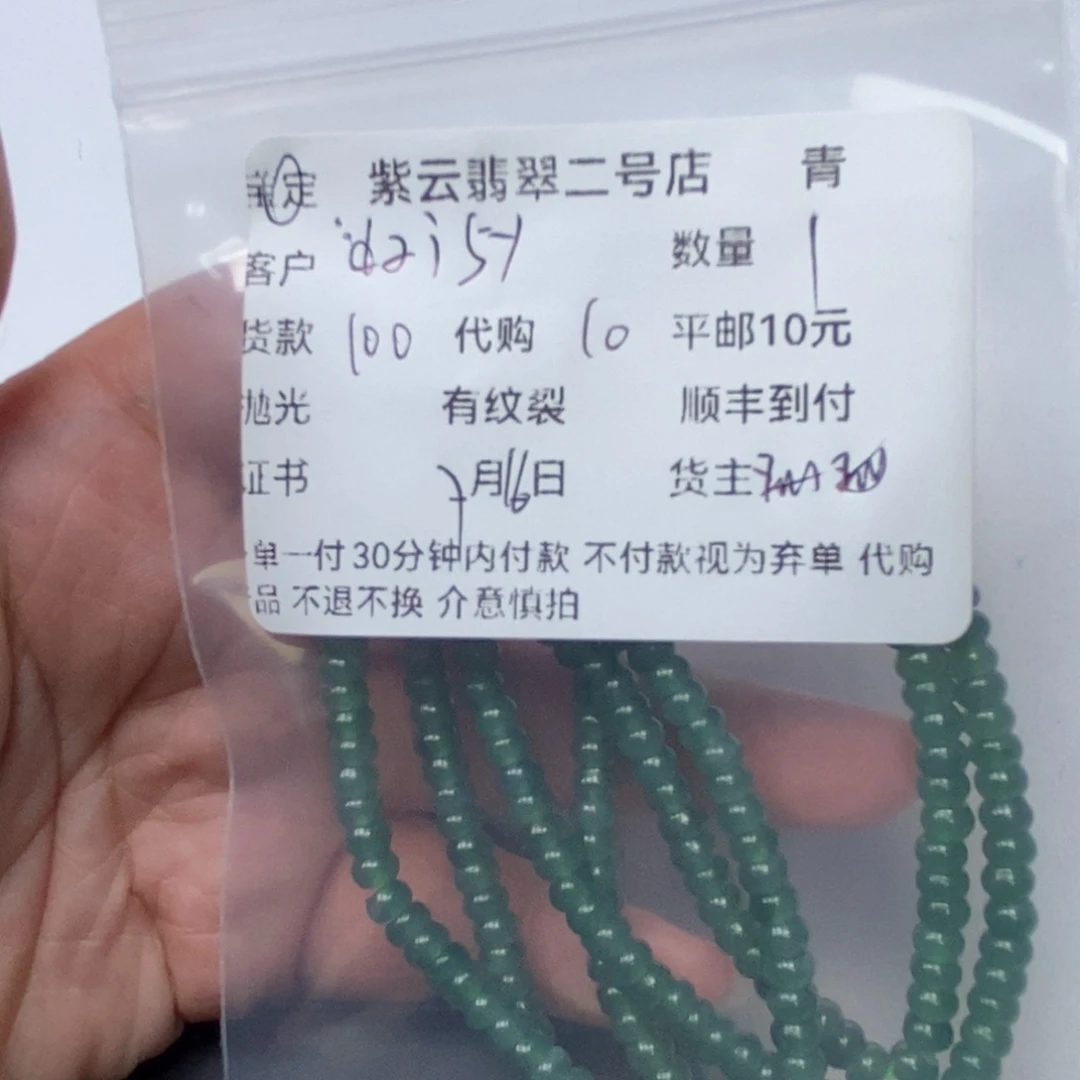 定 紫云翡翠二号店 青
客户 daisy 数量 1
货款 100 代购 10 平邮10元
抛光 有纹裂 顺丰到付
证书 7月16日 货主
单一付30分钟内付款 不付款视为弃单 代购
品 不退不换 介意慎拍